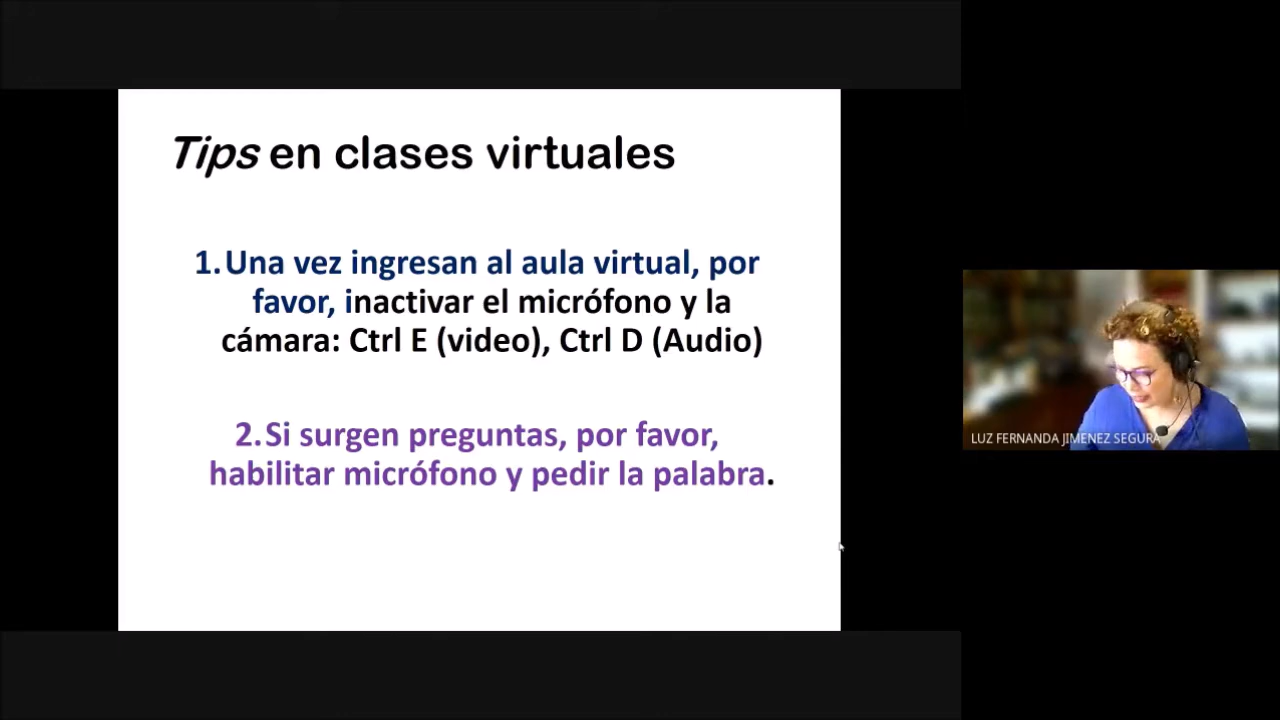 Tips en clases virtuales
1. Una vez ingresan al aula virtual, por
favor, inactivar el micrófono y la
cámara: Ctrl E (video), Ctrl D (Audio)
2. Si surgen preguntas, por favor,
habilitar micrófono y pedir la palabra.
LUZ FERNANDA JIMENEZ SEGURA